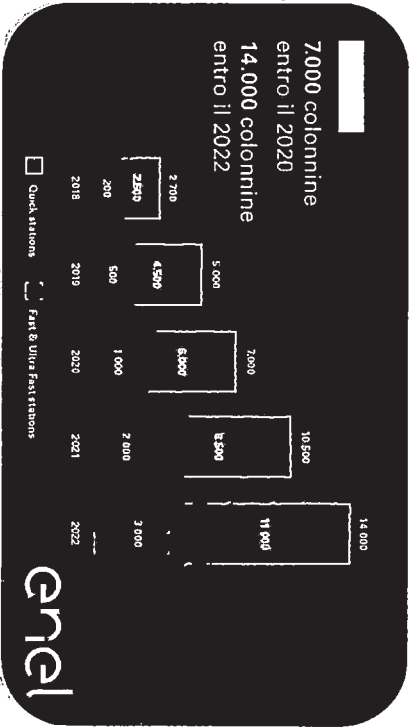 7.000 colonnine
entro il 2020
14.000 colonnine
entro il 2022
2 700
2.500
200
2018
5 000
4.500
500
2019
7.000
6.000
1 000
2020
10 500
8 500
2 000
2021
14 000
11 000
3 000
2022
Quick stations
Fast & Ultra Fast stations
enel